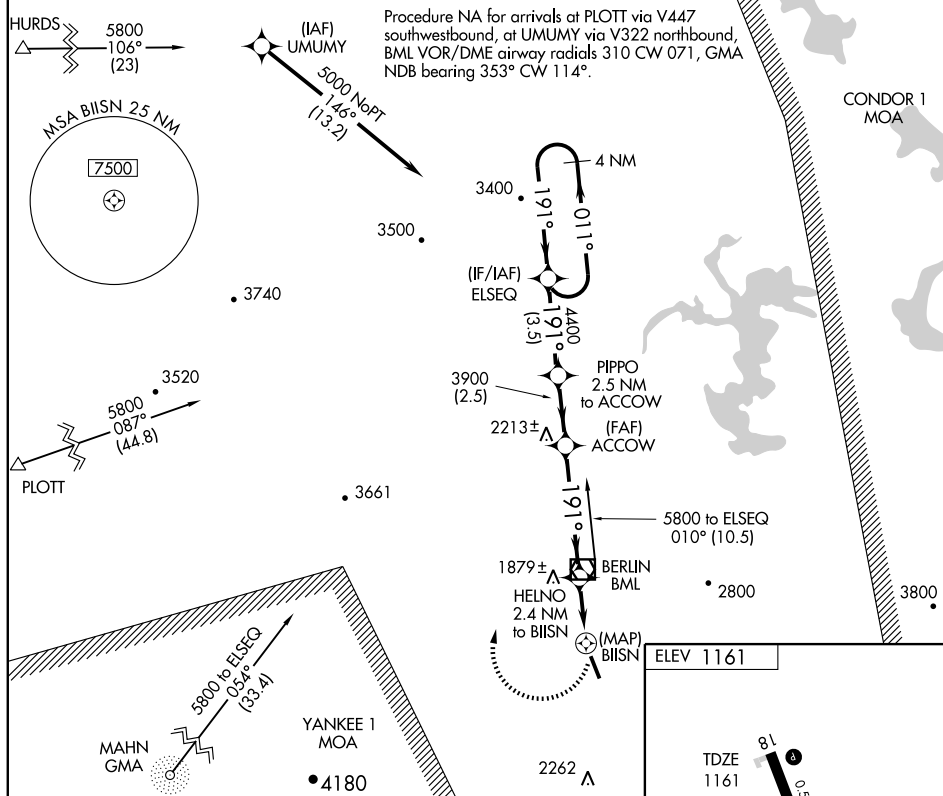 Procedure NA for arrivals at PLOTT via V447
southwestbound, at UMUMY via V322 northbound,
BML VOR/DME airway radials 310 CW 071, GMA
NDB bearing 353° CW 114°.
HURDS
5800
106°
(23)
(IAF)
UMUMY
5000 NoPT
146°
(13.2)
MSA BIISN 25 NM
7500
CONDOR 1
MOA
4 NM
3400
191°
011°
3500
(IF/IAF)
ELSEQ
3740
4400
191°
(3.5)
PIPPO
2.5 NM
to ACCOW
3900
(2.5)
3520
5800
087°
(44.8)
PLOTT
2213±
(FAF)
ACCOW
3661
191°
5800 to ELSEQ
010° (10.5)
1879±
BERLIN
BML
2800
3800
HELNO
2.4 NM
to BIISN
(MAP)
BIISN
5800 to ELSEQ
054°
(33.4)
MAHN
GMA
YANKEE 1
MOA
4180
2262
ELEV 1161
TDZE
1161
18
P